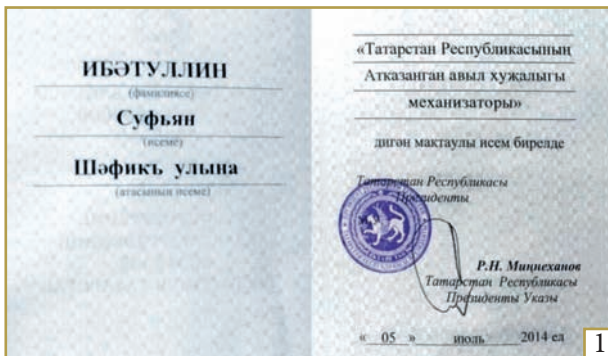 ИБӘТУЛЛИН
(фамилиясе)
Суфьян
(исеме)
Шәфикъ улына
(атасының исеме)
«Татарстан Республикасының
Атказанган авыл хуҗалыгы
механизаторы»
дигән мактаулы исем бирелде
Татарстан Республикасы
Президенты
Р.Н. Миңнеханов
Татарстан Республикасы
Президенты Указы
« 05 » июль 2014 ел
1